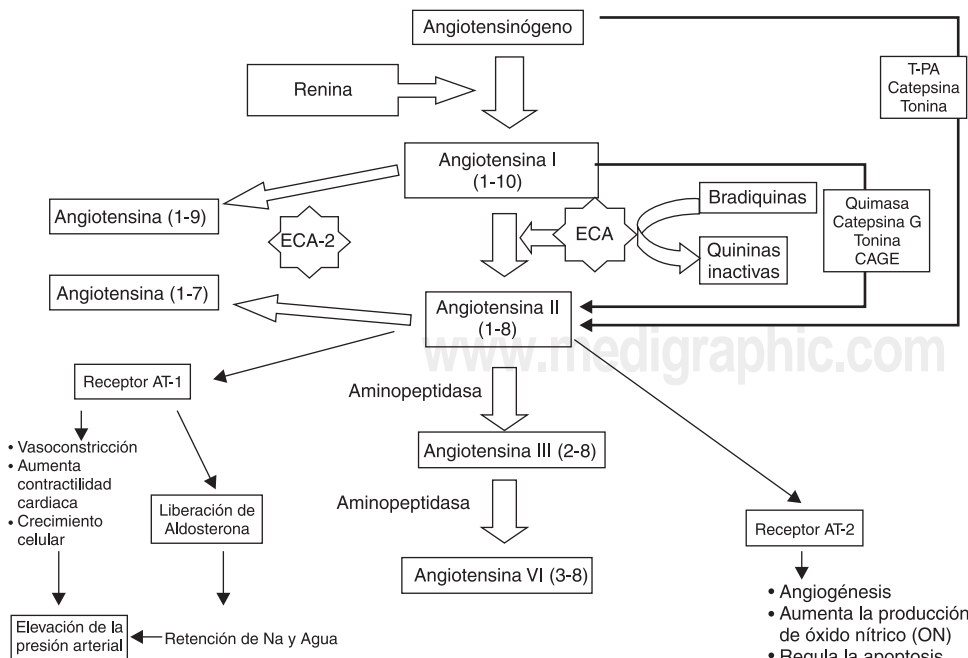 Angiotensinógeno
T-PA
Catepsina
Tonina
Renina
Angiotensina I
(1-10)
Bradiquinas
Quimasa
Catepsina G
Tonina
CAGE
Angiotensina (1-9)
ECA-2
ECA
Quininas
inactivas
Angiotensina (1-7)
Angiotensina II
(1-8)
www.medigraphic.com
Receptor AT-1
Aminopeptidasa
• Vasoconstricción
• Aumenta
contractilidad
cardiaca
• Crecimiento
celular
Angiotensina III (2-8)
Liberación de
Aldosterona
Aminopeptidasa
Receptor AT-2
Angiotensina VI (3-8)
• Angiogénesis
• Aumenta la producción
de óxido nítrico (ON)
• Regula la apoptosis
Elevación de la
presión arterial
Retención de Na y Agua